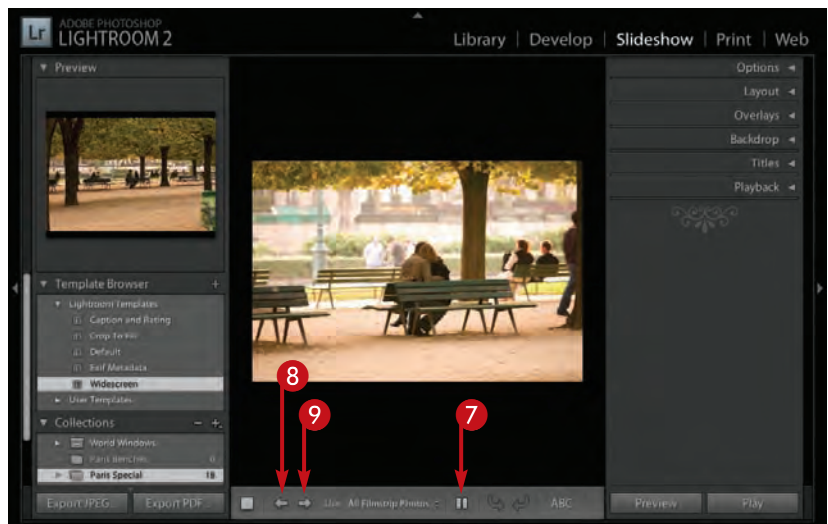 Lr
ADOBE PHOTOSHOP
LIGHTROOM 2
Library | Develop | Slideshow | Print | Web
Preview
Template Browser +
Lightroom Templates
Caption and Rating
Crop To Fill
Default
Exif Metadata
Widescreen
User Templates
Collections - +
World Windows
Paris Benches 0
Paris Special 18
Export JPEG... Export PDF...
8
9
7
Use: All Filmstrip Photos
ABC
Options
Layout
Overlays
Backdrop
Titles
Playback
Preview Play